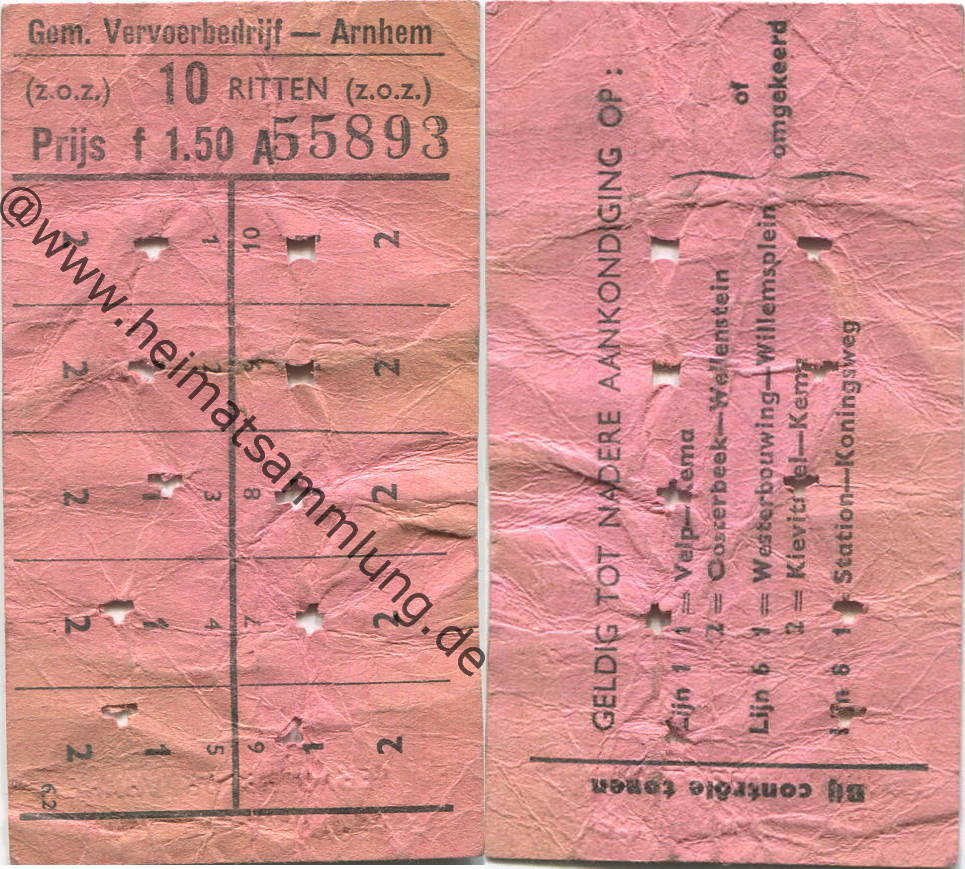 Gem. Vervoerbedrijf — Arnhem
(z.o.z.) 10 RITTEN (z.o.z.)
Prijs f 1.50 A55893
2 1 10 2
2 2
2 1 3 8 2
2 1 4 7 2
2 1 5 6 1 2
62
@www.heimatsammlung.de
GELDIG TOT NADERE AANKONDIGING OP :
Lijn 1 1 = Velp—Kema
2 = Oosterbeek—Wallenstein
Lijn 6 1 = Westerbouwing—Willemsplein
2 = Kievitsdel—Kema
Lijn 8 1 = Station—Koningsweg
of
omgekeerd
Bij contrôle tonen